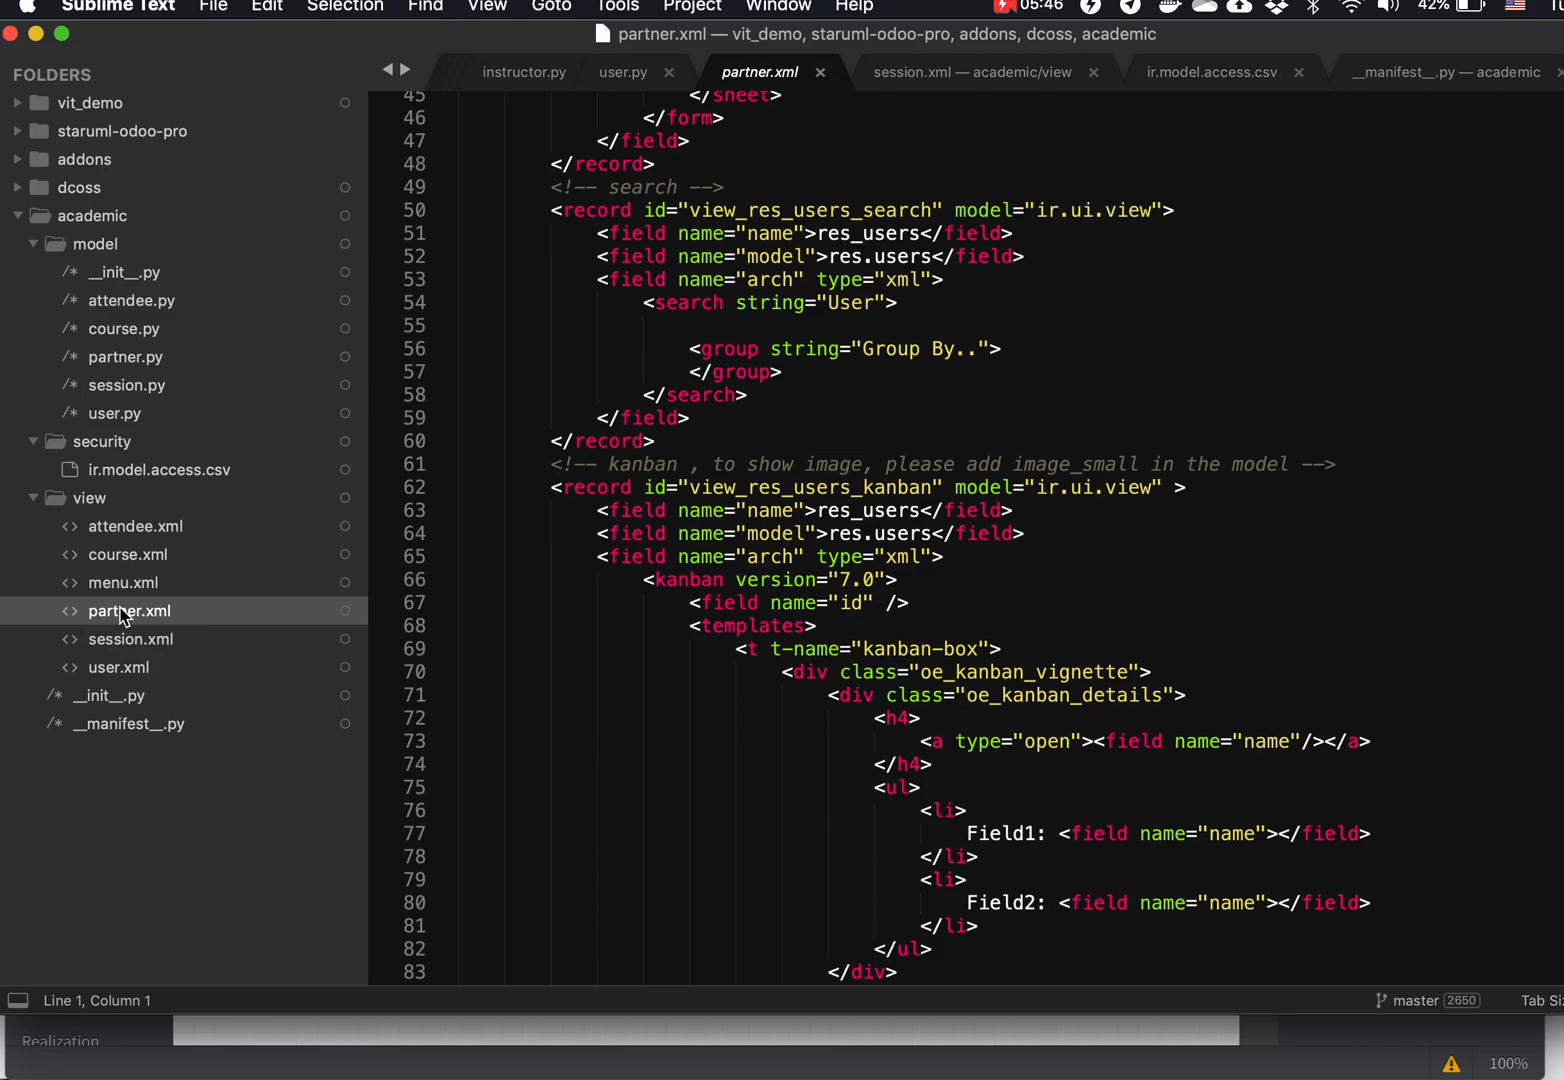 Sublime Text File Edit Selection Find View Goto Tools Project Window Help 05:46 42%
partner.xml — vit_demo, staruml-odoo-pro, addons, dcoss, academic
FOLDERS
instructor.py user.py × partner.xml × session.xml — academic/view × ir.model.access.csv × __manifest__.py — academic ×
vit_demo
staruml-odoo-pro
addons
dcoss
academic
model
/* __init__.py
/* attendee.py
/* course.py
/* partner.py
/* session.py
/* user.py
security
ir.model.access.csv
view
<> attendee.xml
<> course.xml
<> menu.xml
<> partner.xml
<> session.xml
<> user.xml
/* __init__.py
/* __manifest__.py
45 </sheet>
46 </form>
47 </field>
48 </record>
49 <!-- search -->
50 <record id="view_res_users_search" model="ir.ui.view">
51 <field name="name">res_users</field>
52 <field name="model">res.users</field>
53 <field name="arch" type="xml">
54 <search string="User">
55
56 <group string="Group By..">
57 </group>
58 </search>
59 </field>
60 </record>
61 <!-- kanban , to show image, please add image_small in the model -->
62 <record id="view_res_users_kanban" model="ir.ui.view" >
63 <field name="name">res_users</field>
64 <field name="model">res.users</field>
65 <field name="arch" type="xml">
66 <kanban version="7.0">
67 <field name="id" />
68 <templates>
69 <t t-name="kanban-box">
70 <div class="oe_kanban_vignette">
71 <div class="oe_kanban_details">
72 <h4>
73 <a type="open"><field name="name"/></a>
74 </h4>
75 <ul>
76 <li>
77 Field1: <field name="name"></field>
78 </li>
79 <li>
80 Field2: <field name="name"></field>
81 </li>
82 </ul>
83 </div>
Line 1, Column 1 master 2650 Tab
Realization
100%